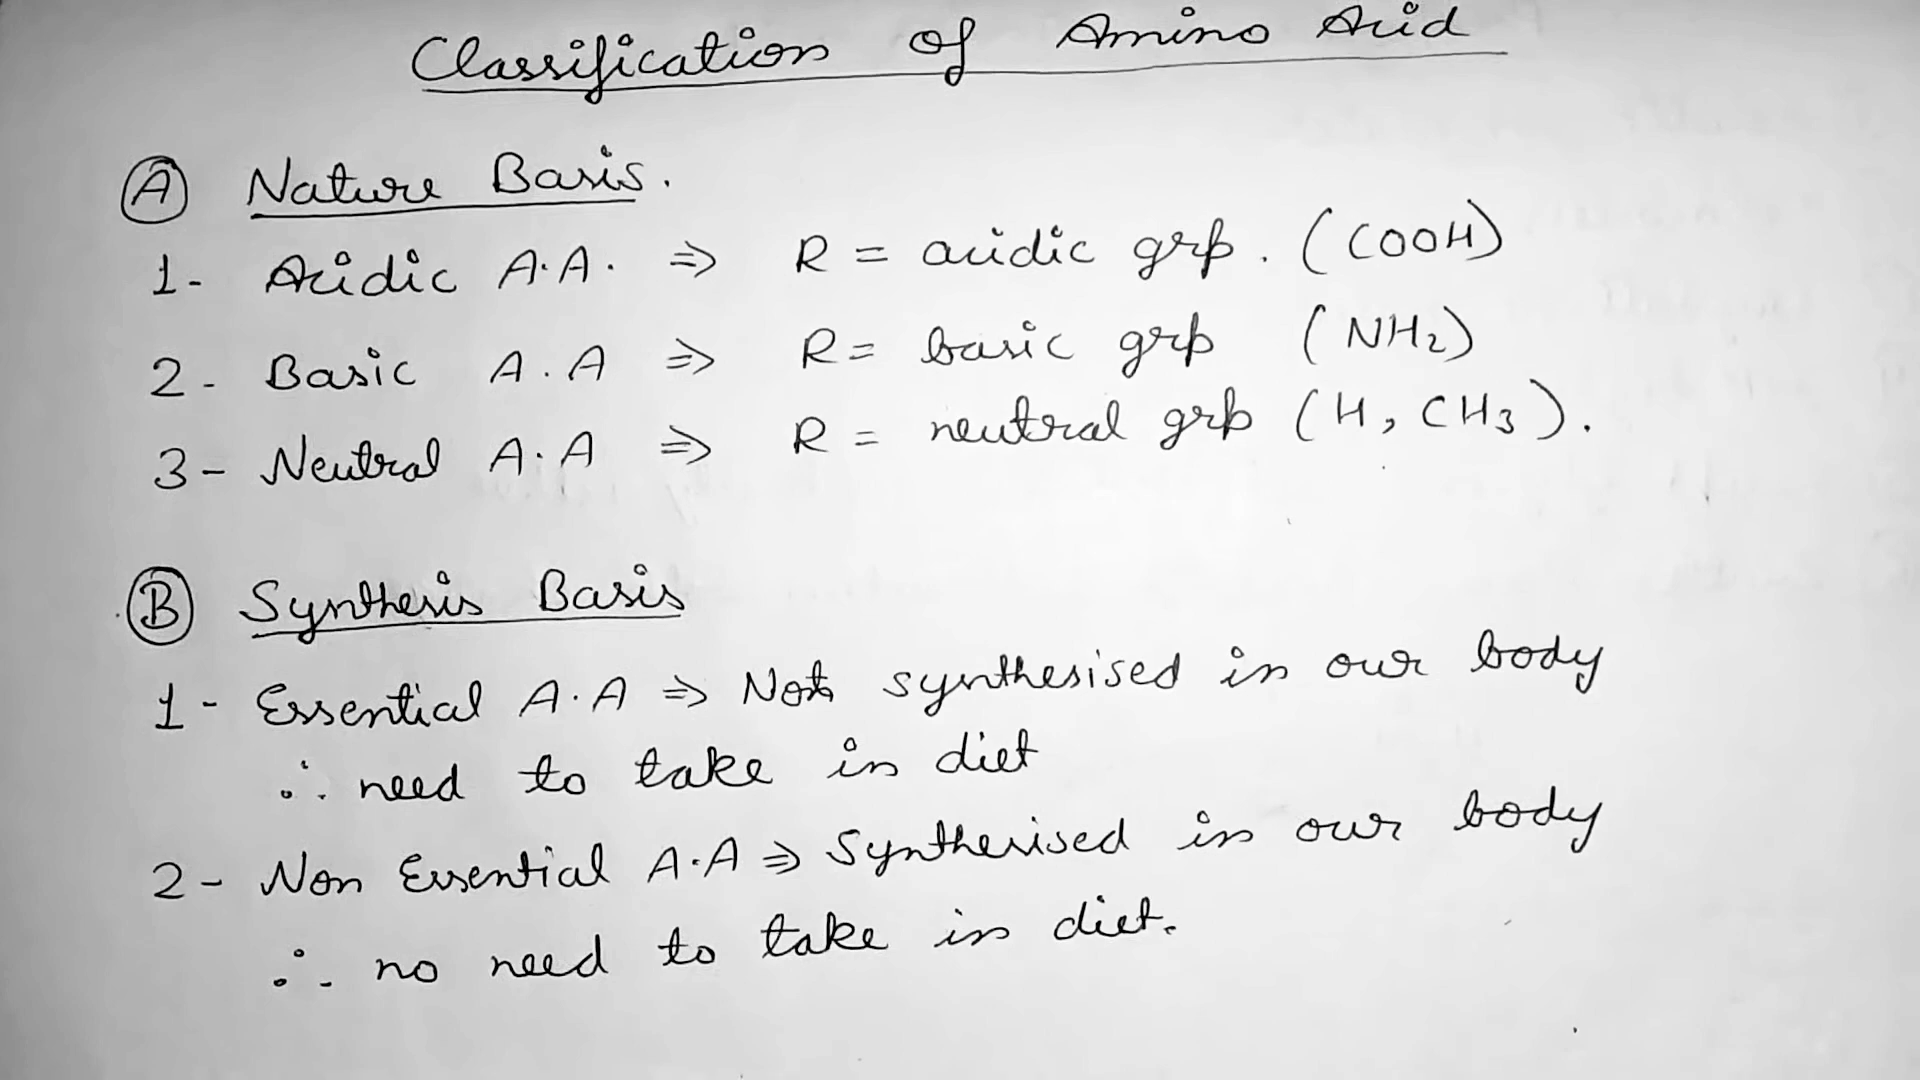 Classification of Amino Acid
(A) Nature Basis.
1- Acidic A.A. ⇒ R = acidic grp. (COOH)
2- Basic A.A ⇒ R = basic grp (NH2)
3- Neutral A.A ⇒ R = neutral grp (H, CH3).
(B) Synthesis Basis
1- Essential A.A ⇒ Not synthesised in our body
∴ need to take in diet
2- Non Essential A.A ⇒ Synthesised in our body
∴ no need to take in diet.